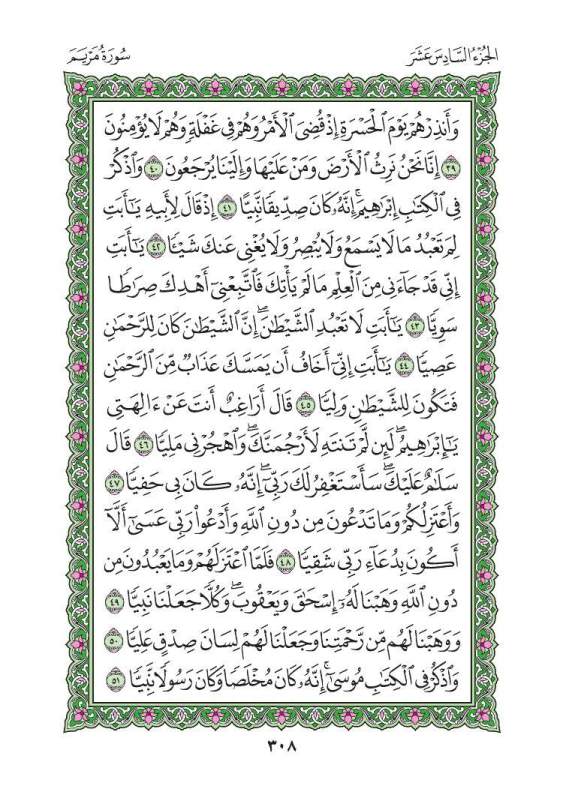 الجُزْءُ السَّادِسَ عَشَرَ
سُورَةُ مَرْيَمَ
وَأَنذِرْهُمْ يَوْمَ ٱلْحَسْرَةِ إِذْ قُضِىَ ٱلْأَمْرُ وَهُمْ فِى غَفْلَةٍ وَهُمْ لَا يُؤْمِنُونَ
٣٩ إِنَّا نَحْنُ نَرِثُ ٱلْأَرْضَ وَمَنْ عَلَيْهَا وَإِلَيْنَا يُرْجَعُونَ ٤٠ وَٱذْكُرْ
فِى ٱلْكِتَٰبِ إِبْرَٰهِيمَ ۚ إِنَّهُۥ كَانَ صِدِّيقًا نَّبِيًّا ٤١ إِذْ قَالَ لِأَبِيهِ يَٰٓأَبَتِ
لِمَ تَعْبُدُ مَا لَا يَسْمَعُ وَلَا يُبْصِرُ وَلَا يُغْنِى عَنكَ شَيْـًٔا ٤٢ يَٰٓأَبَتِ
إِنِّى قَدْ جَآءَنِى مِنَ ٱلْعِلْمِ مَا لَمْ يَأْتِكَ فَٱتَّبِعْنِىٓ أَهْدِكَ صِرَٰطًا
سَوِيًّا ٤٣ يَٰٓأَبَتِ لَا تَعْبُدِ ٱلشَّيْطَٰنَ ۖ إِنَّ ٱلشَّيْطَٰنَ كَانَ لِلرَّحْمَٰنِ
عَصِيًّا ٤٤ يَٰٓأَبَتِ إِنِّىٓ أَخَافُ أَن يَمَسَّكَ عَذَابٌ مِّنَ ٱلرَّحْمَٰنِ
فَتَكُونَ لِلشَّيْطَٰنِ وَلِيًّا ٤٥ قَالَ أَرَاغِبٌ أَنتَ عَنْ ءَالِهَتِى
يَٰٓإِبْرَٰهِيمُ ۖ لَئِن لَّمْ تَنتَهِ لَأَرْجُمَنَّكَ ۖ وَٱهْجُرْنِى مَلِيًّا ٤٦ قَالَ
سَلَٰمٌ عَلَيْكَ ۖ سَأَسْتَغْفِرُ لَكَ رَبِّىٓ ۖ إِنَّهُۥ كَانَ بِى حَفِيًّا ٤٧
وَأَعْتَزِلُكُمْ وَمَا تَدْعُونَ مِن دُونِ ٱللَّهِ وَأَدْعُوا۟ رَبِّى عَسَىٰٓ أَلَّآ
أَكُونَ بِدُعَآءِ رَبِّى شَقِيًّا ٤٨ فَلَمَّا ٱعْتَزَلَهُمْ وَمَا يَعْبُدُونَ مِن
دُونِ ٱللَّهِ وَهَبْنَا لَهُۥٓ إِسْحَٰقَ وَيَعْقُوبَ ۖ وَكُلًّا جَعَلْنَا نَبِيًّا ٤٩
وَوَهَبْنَا لَهُم مِّن رَّحْمَتِنَا وَجَعَلْنَا لَهُمْ لِسَانَ صِدْقٍ عَلِيًّا ٥٠
وَٱذْكُرْ فِى ٱلْكِتَٰبِ مُوسَىٰٓ ۚ إِنَّهُۥ كَانَ مُخْلَصًا وَكَانَ رَسُولًا نَّبِيًّا ٥١
٣٠٨